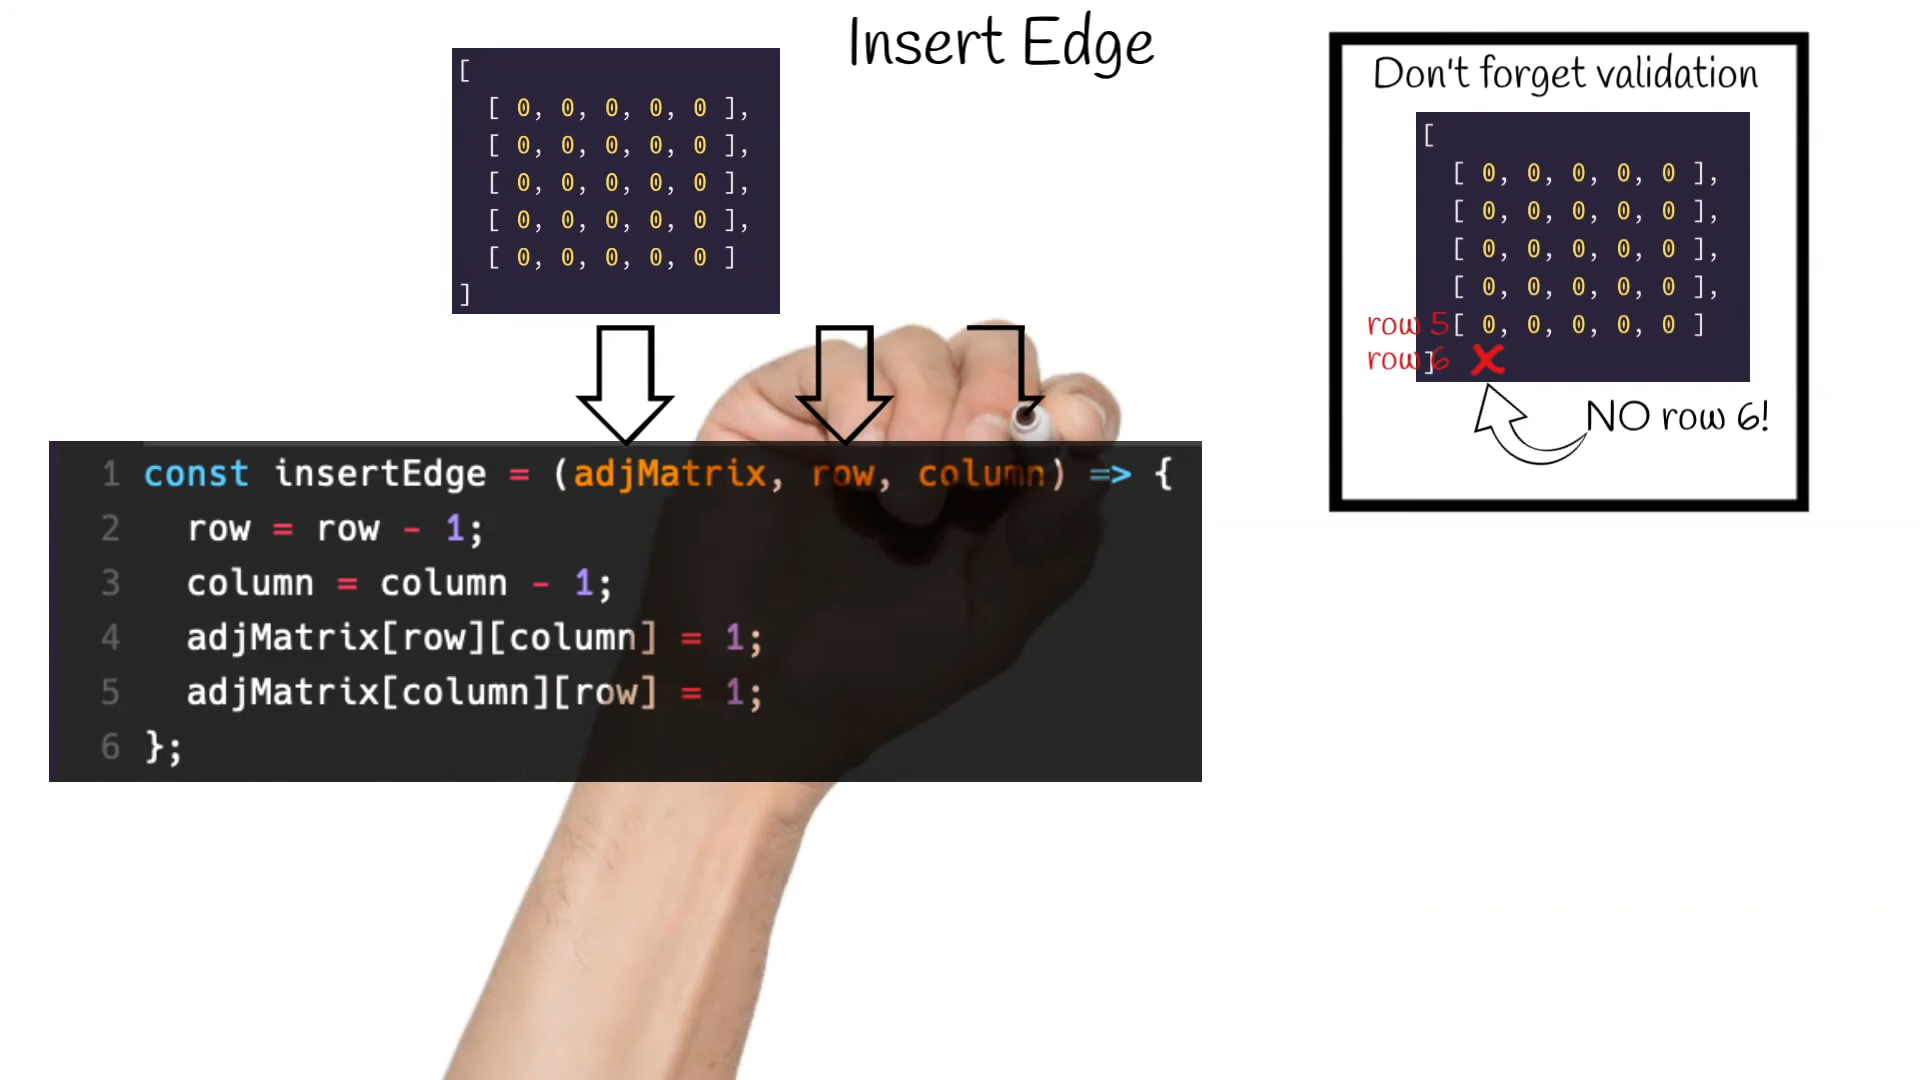 Insert Edge
[
[ 0, 0, 0, 0, 0 ],
[ 0, 0, 0, 0, 0 ],
[ 0, 0, 0, 0, 0 ],
[ 0, 0, 0, 0, 0 ],
[ 0, 0, 0, 0, 0 ]
]
Don't forget validation
[
[ 0, 0, 0, 0, 0 ],
[ 0, 0, 0, 0, 0 ],
[ 0, 0, 0, 0, 0 ],
[ 0, 0, 0, 0, 0 ],
row 5 [ 0, 0, 0, 0, 0 ]
row 6 ]
NO row 6!
1 const insertEdge = (adjMatrix, row, column) => {
2 row = row - 1;
3 column = column - 1;
4 adjMatrix[row][column] = 1;
5 adjMatrix[column][row] = 1;
6 };